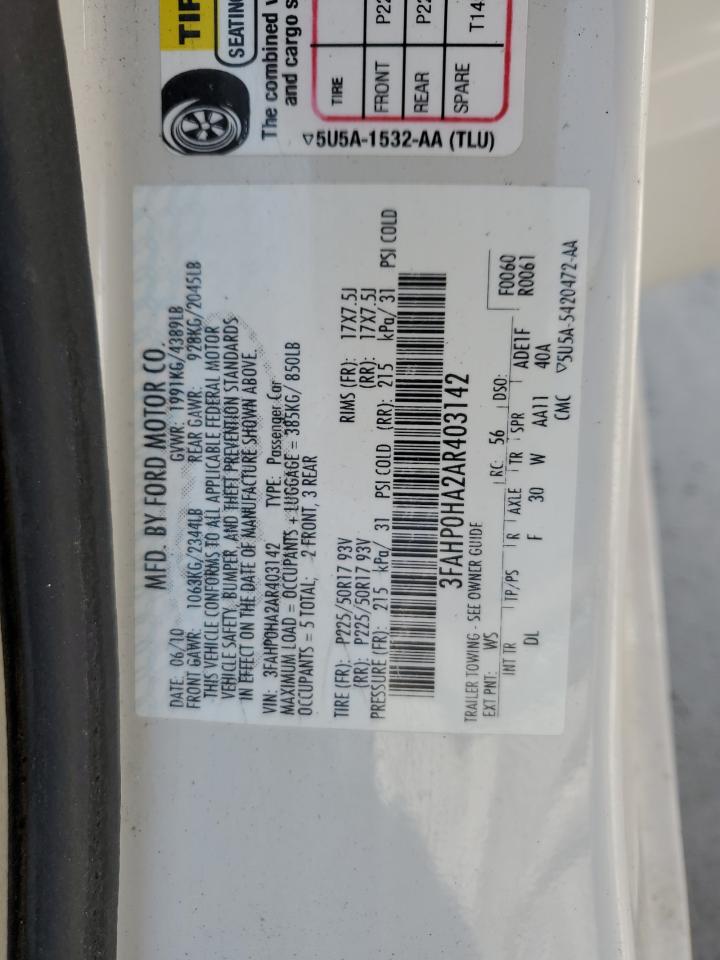 TIR
SEATING
The combined
and cargo s
TIRE
FRONT P22
REAR P22
SPARE T14
▽5U5A-1532-AA (TLU)
MFD. BY FORD MOTOR CO.
DATE: 06/10 GVWR: 1991KG/4389LB
FRONT GAWR: 1063KG/2344LB REAR GAWR: 928KG/2045LB
THIS VEHICLE CONFORMS TO ALL APPLICABLE FEDERAL MOTOR
VEHICLE SAFETY, BUMPER, AND THEFT PREVENTION STANDARDS
IN EFFECT ON THE DATE OF MANUFACTURE SHOWN ABOVE.
VIN: 3FAHP0HA2AR403142 TYPE: Passenger Car
MAXIMUM LOAD = OCCUPANTS + LUGGAGE = 385KG/ 850LB
OCCUPANTS = 5 TOTAL; 2 FRONT, 3 REAR
TIRE (FR): P225/50R17 93V RIMS (FR): 17X7.5J
(RR): P225/50R17 93V (RR): 17X7.5J
PRESSURE (FR): 215 kPa/ 31 PSI COLD (RR): 215 kPa/ 31 PSI COLD
3FAHP0HA2AR403142
TRAILER TOWING - SEE OWNER GUIDE
EXT PNT: WS RC: 56 DSO: F0060
R0061
INT TR TP/PS R AXLE TR SPR ADE1F
DL F 30 W AA11 40A
CMC ▽5U5A-5420472-AA